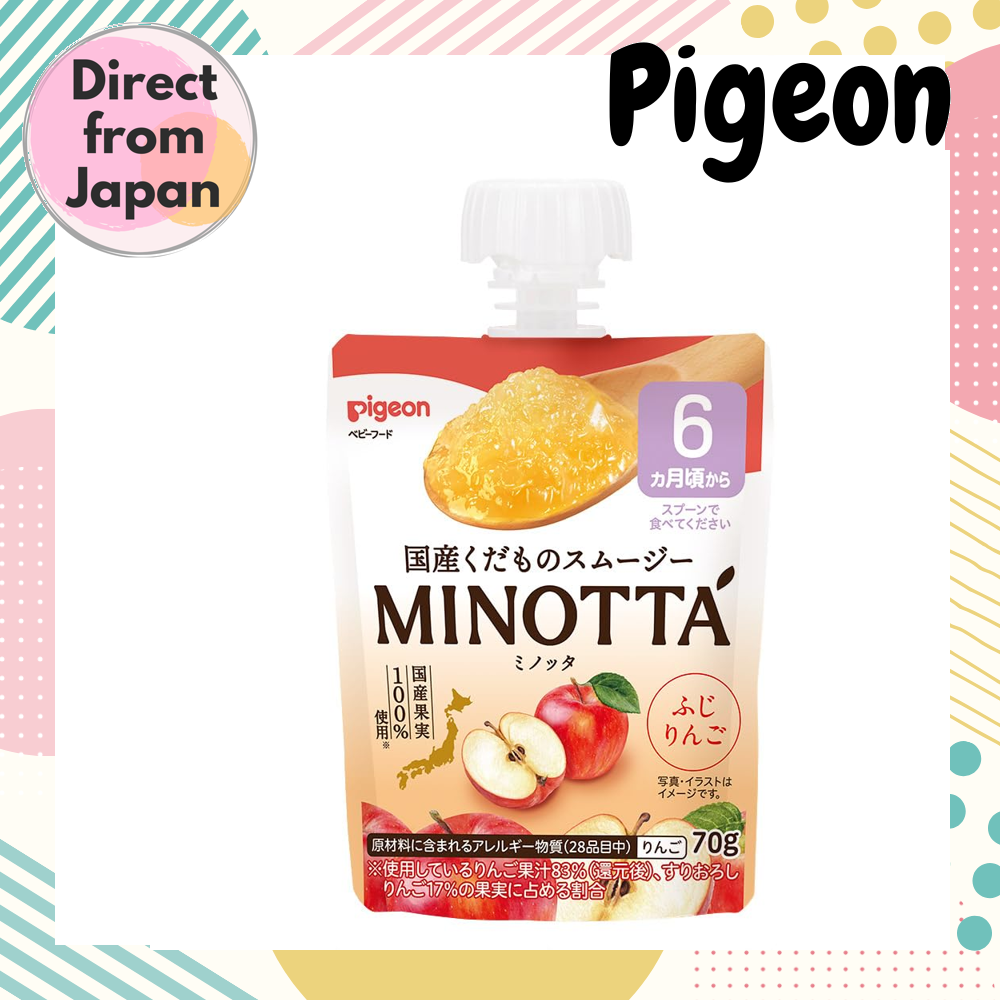 Direct
from
Japan
Pigeon
Pigeon
ベビーフード
6
カ月頃から
スプーンで
食べてください
国産くだものスムージー
MINOTTA
ミノッタ
国産果実
100%
使用※
ふじ
りんご
写真・イラストは
イメージです。
原材料に含まれるアレルギー物質(28品目中) りんご 70g
※使用しているりんご果汁83%(還元後)、すりおろし
りんご17%の果実に占める割合